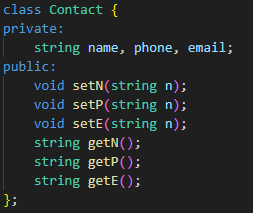 class Contact {
private:
    string name, phone, email;
public:
    void setN(string n);
    void setP(string n);
    void setE(string n);
    string getN();
    string getP();
    string getE();
};